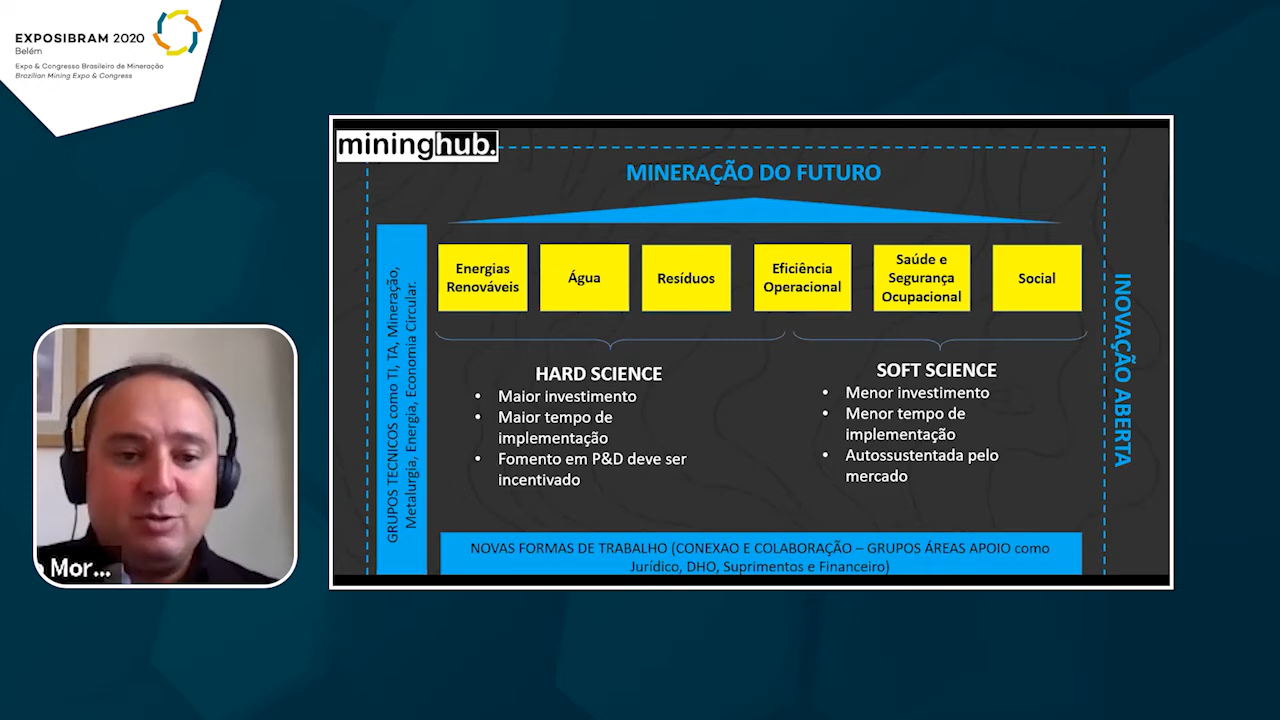 EXPOSIBRAM 2020
Belém
Expo & Congresso Brasileiro de Mineração
Brazilian Mining Expo & Congress
mininghub.
MINERAÇÃO DO FUTURO
Energias
Renováveis
Água
Resíduos
Eficiência
Operacional
Saúde e
Segurança
Ocupacional
Social
GRUPOS TECNICOS como TI, TA, Mineração,
Metalurgia, Energia, Economia Circular.
HARD SCIENCE
• Maior investimento
• Maior tempo de
implementação
• Fomento em P&D deve ser
incentivado
SOFT SCIENCE
• Menor investimento
• Menor tempo de
implementação
• Autossustentada pelo
mercado
INOVAÇÃO ABERTA
NOVAS FORMAS DE TRABALHO (CONEXAO E COLABORAÇÃO – GRUPOS ÁREAS APOIO como
Jurídico, DHO, Suprimentos e Financeiro)
o Mor...